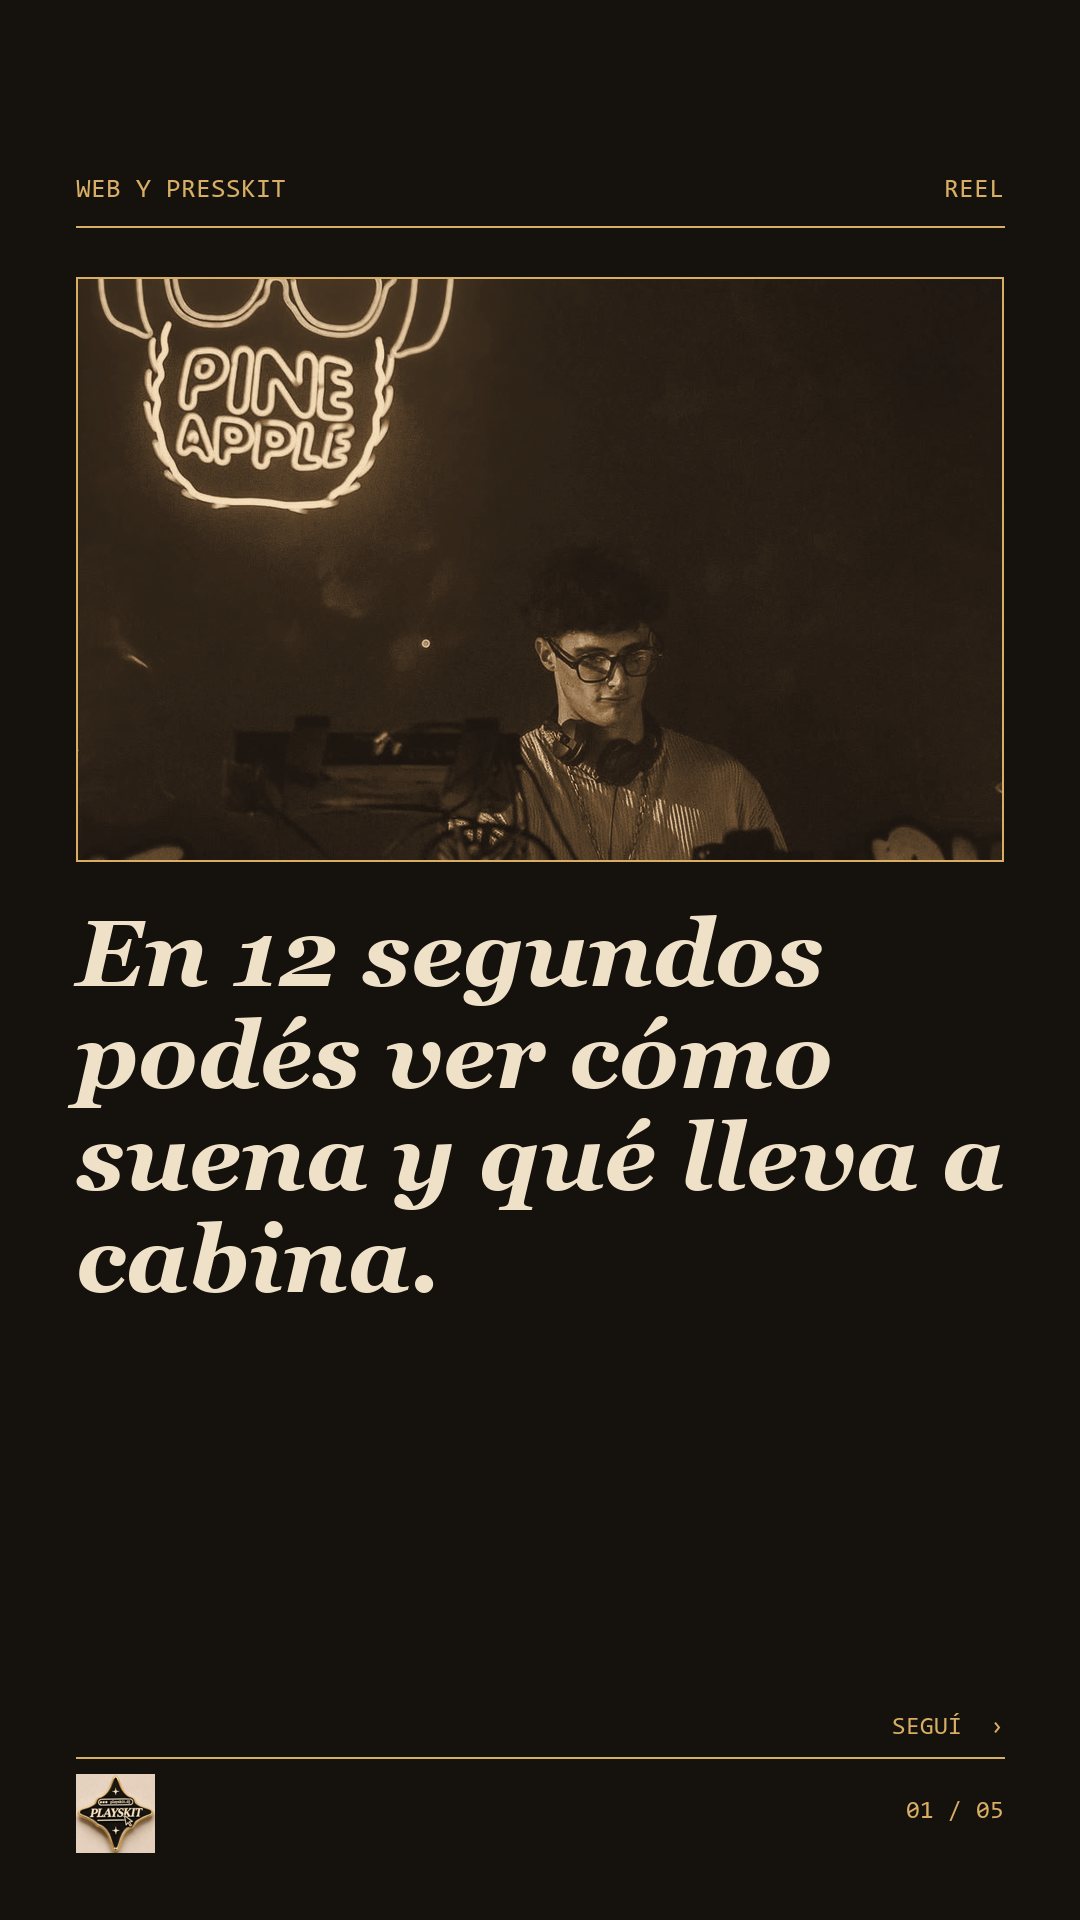 WEB Y PRESSKIT
REEL
PINE
APPLE
En 12 segundos
podés ver cómo
suena y qué lleva a
cabina.
SEGUÍ ›
PLAYSKIT
01 / 05